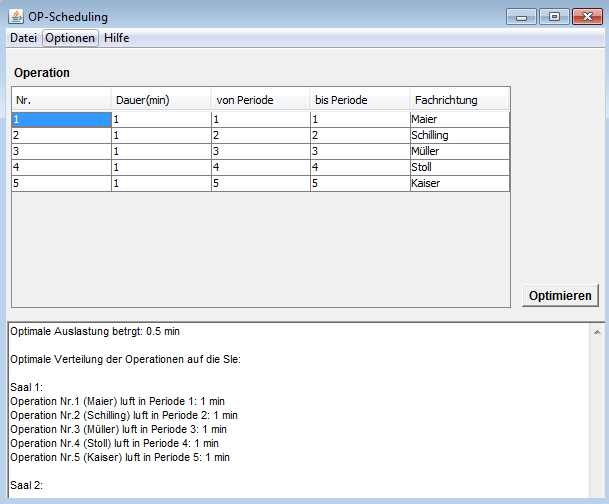 OP-Scheduling
Datei Optionen Hilfe
Operation
Nr. Dauer(min) von Periode bis Periode Fachrichtung
1 1 1 1 Maier
2 1 2 2 Schilling
3 1 3 3 Müller
4 1 4 4 Stoll
5 1 5 5 Kaiser
Optimieren
Optimale Auslastung betrgt: 0.5 min
Optimale Verteilung der Operationen auf die Sle:
Saal 1:
Operation Nr.1 (Maier) luft in Periode 1: 1 min
Operation Nr.2 (Schilling) luft in Periode 2: 1 min
Operation Nr.3 (Müller) luft in Periode 3: 1 min
Operation Nr.4 (Stoll) luft in Periode 4: 1 min
Operation Nr.5 (Kaiser) luft in Periode 5: 1 min
Saal 2: